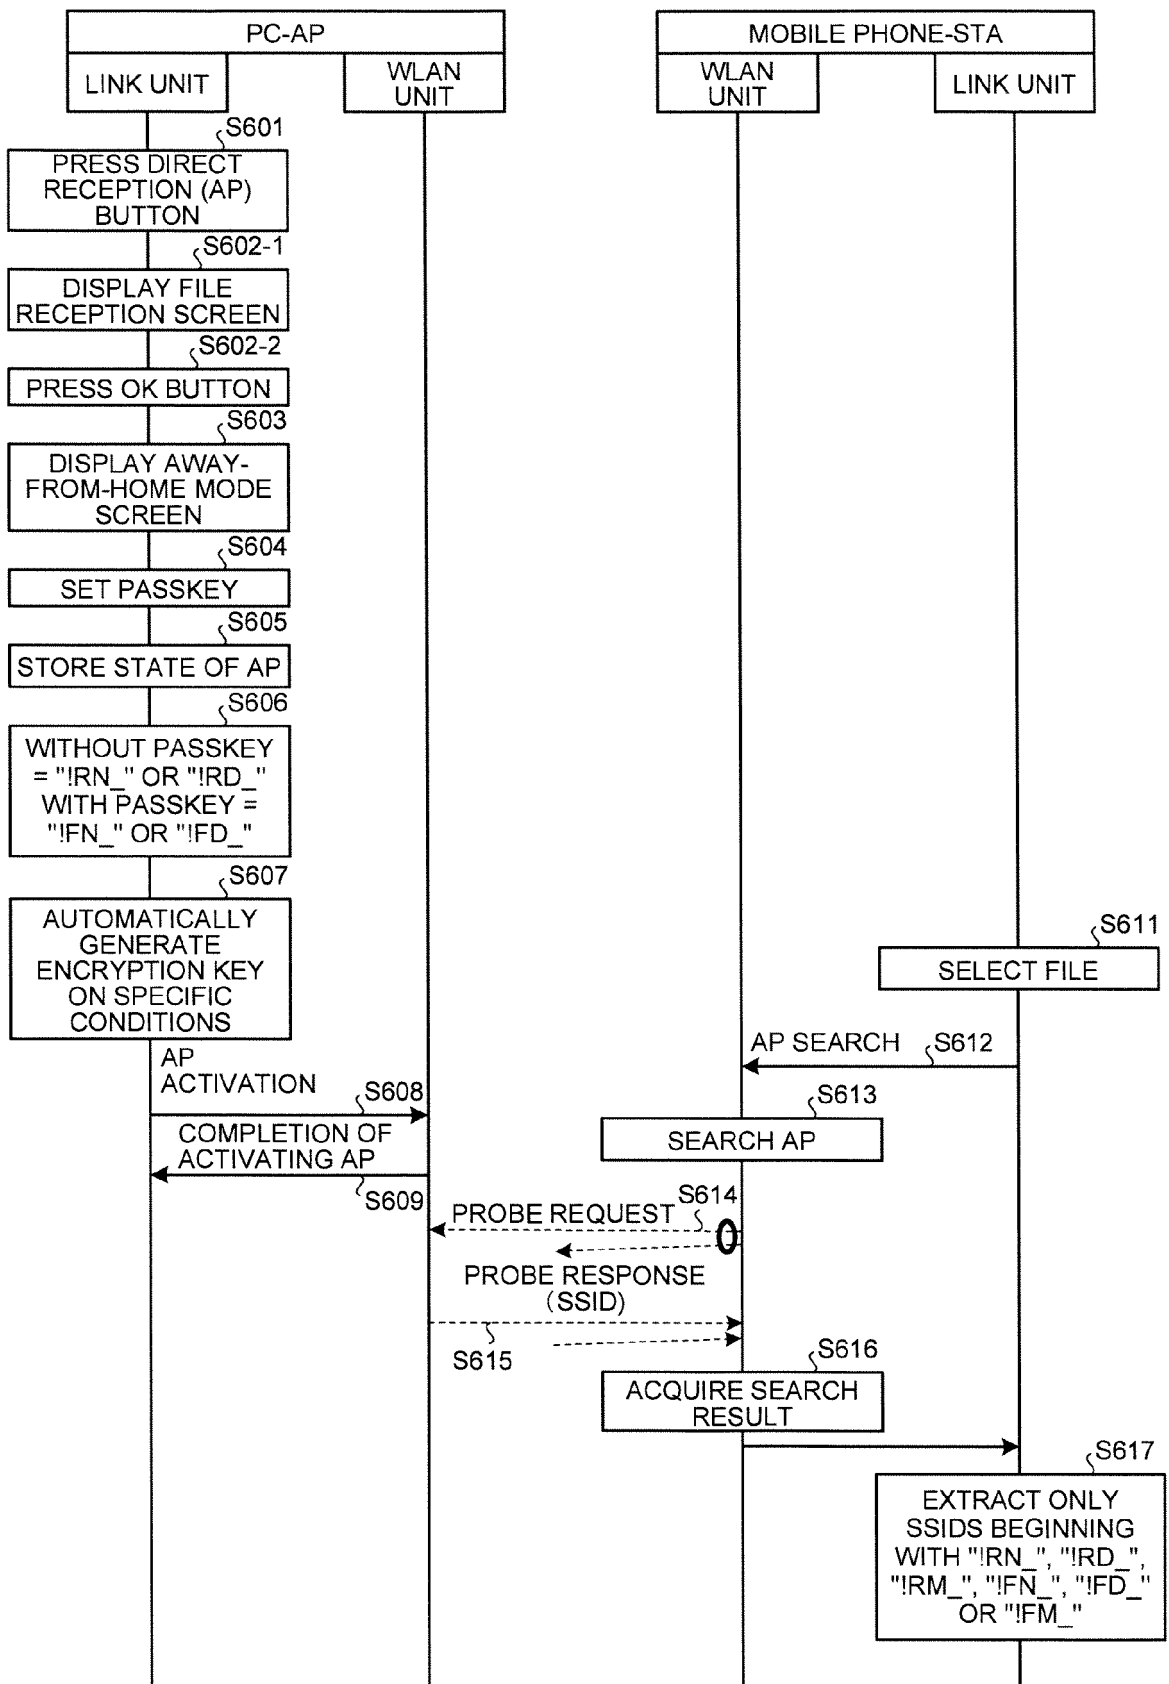 PC-AP
MOBILE PHONE-STA
LINK UNIT
WLAN
UNIT
WLAN
UNIT
LINK UNIT
S601
PRESS DIRECT
RECEPTION (AP)
BUTTON
S602-1
DISPLAY FILE
RECEPTION SCREEN
S602-2
PRESS OK BUTTON
S603
DISPLAY AWAY-
FROM-HOME MODE
SCREEN
S604
SET PASSKEY
S605
STORE STATE OF AP
S606
WITHOUT PASSKEY
= "!RN_" OR "!RD_"
WITH PASSKEY =
"!FN_" OR "!FD_"
S607
AUTOMATICALLY
GENERATE
ENCRYPTION KEY
ON SPECIFIC
CONDITIONS
S611
SELECT FILE
AP SEARCH
S612
AP
ACTIVATION
S608
S613
SEARCH AP
COMPLETION OF
ACTIVATING AP
S609
S614
PROBE REQUEST
PROBE RESPONSE
(SSID)
S615
S616
ACQUIRE SEARCH
RESULT
S617
EXTRACT ONLY
SSIDS BEGINNING
WITH "!RN_", "!RD_",
"!RM_", "!FN_", "!FD_"
OR "!FM_"